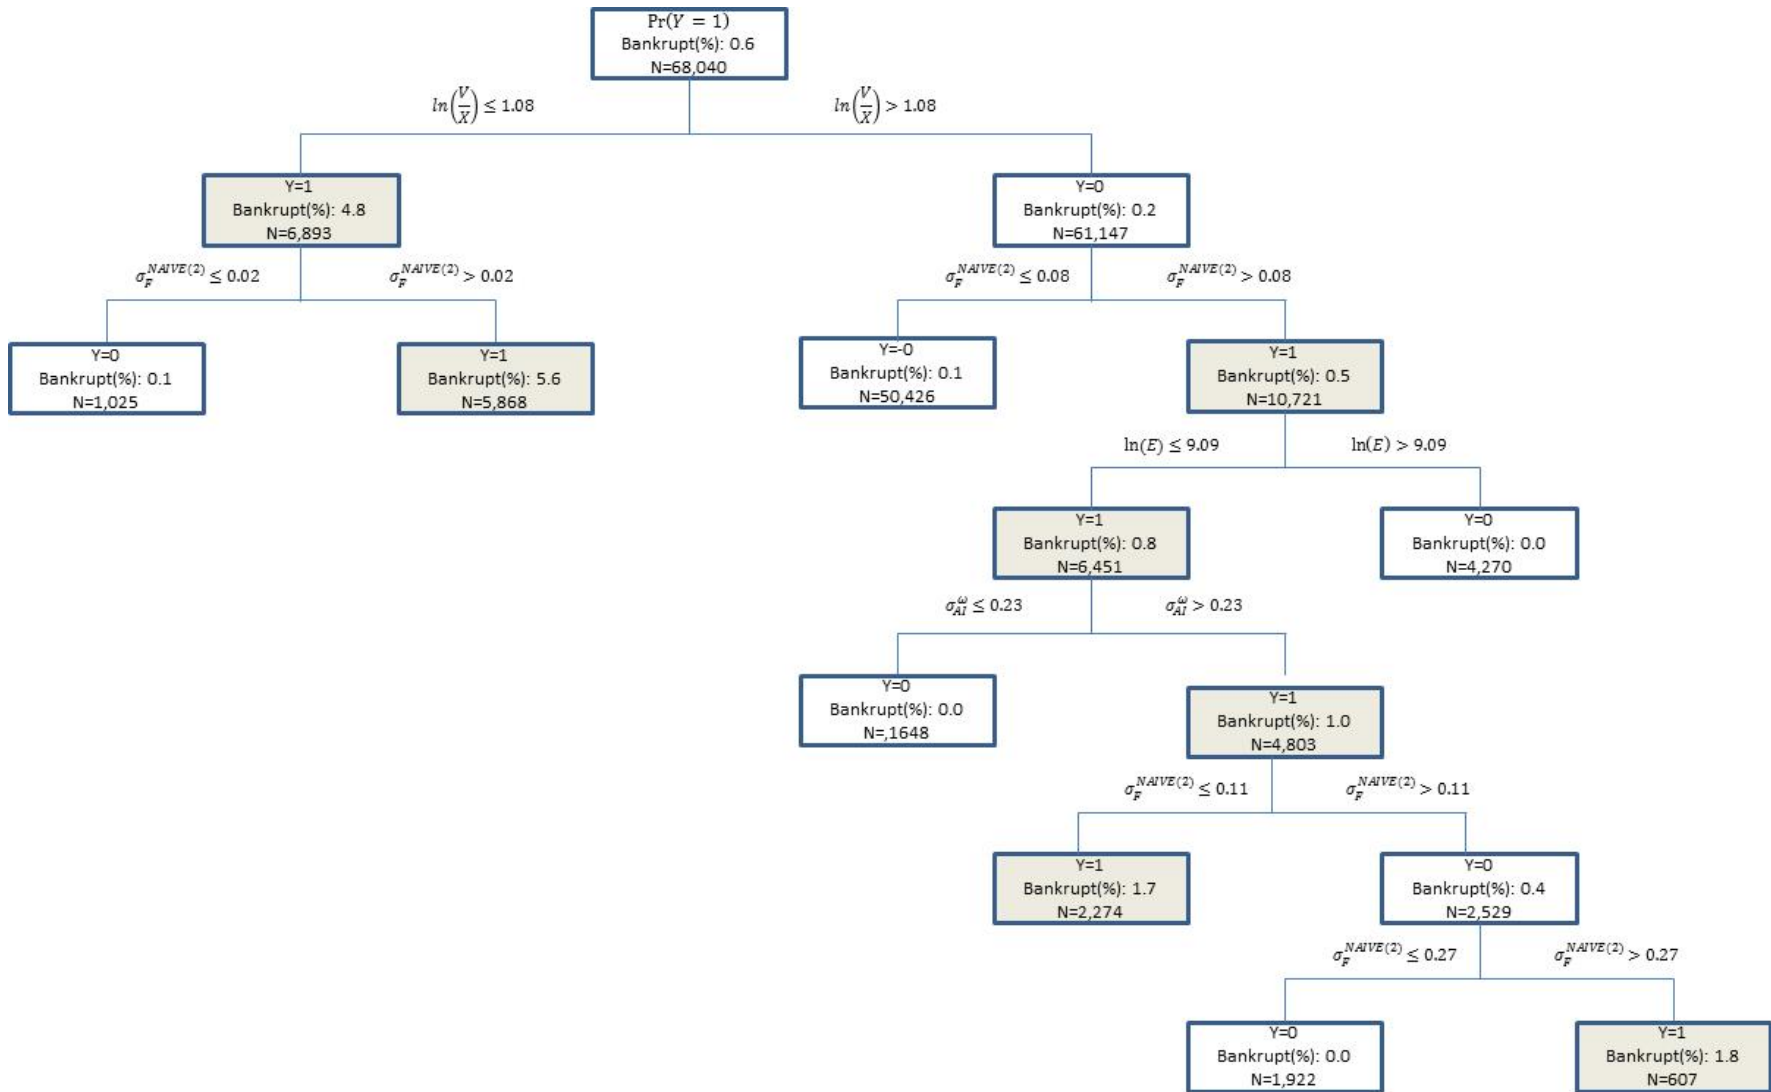 Pr(Y = 1)
Bankrupt(%): 0.6
N=68,040
ln(V/X) ≤ 1.08
ln(V/X) > 1.08
Y=1
Bankrupt(%): 4.8
N=6,893
Y=0
Bankrupt(%): 0.2
N=61,147
σ_F^NAIVE(2) ≤ 0.02
σ_F^NAIVE(2) > 0.02
σ_F^NAIVE(2) ≤ 0.08
σ_F^NAIVE(2) > 0.08
Y=0
Bankrupt(%): 0.1
N=1,025
Y=1
Bankrupt(%): 5.6
N=5,868
Y=-0
Bankrupt(%): 0.1
N=50,426
Y=1
Bankrupt(%): 0.5
N=10,721
ln(E) ≤ 9.09
ln(E) > 9.09
Y=1
Bankrupt(%): 0.8
N=6,451
Y=0
Bankrupt(%): 0.0
N=4,270
σ_AI^ω ≤ 0.23
σ_AI^ω > 0.23
Y=0
Bankrupt(%): 0.0
N=,1648
Y=1
Bankrupt(%): 1.0
N=4,803
σ_F^NAIVE(2) ≤ 0.11
σ_F^NAIVE(2) > 0.11
Y=1
Bankrupt(%): 1.7
N=2,274
Y=0
Bankrupt(%): 0.4
N=2,529
σ_F^NAIVE(2) ≤ 0.27
σ_F^NAIVE(2) > 0.27
Y=0
Bankrupt(%): 0.0
N=1,922
Y=1
Bankrupt(%): 1.8
N=607